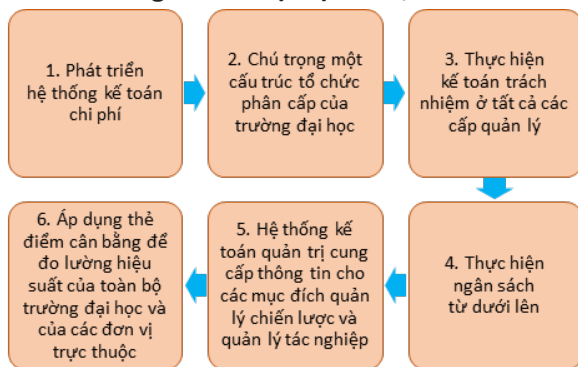 1. Phát triển
hệ thống kế toán
chi phí
2. Chú trọng một
cấu trúc tổ chức
phân cấp của
trường đại học
3. Thực hiện
kế toán trách
nhiệm ở tất cả các
cấp quản lý
4. Thực hiện
ngân sách
từ dưới lên
5. Hệ thống kế
toán quản trị cung
cấp thông tin cho
các mục đích quản
lý chiến lược và
quản lý tác nghiệp
6. Áp dụng thẻ
điểm cân bằng để
đo lường hiệu
suất của toàn bộ
trường đại học và
của các đơn vị
trực thuộc